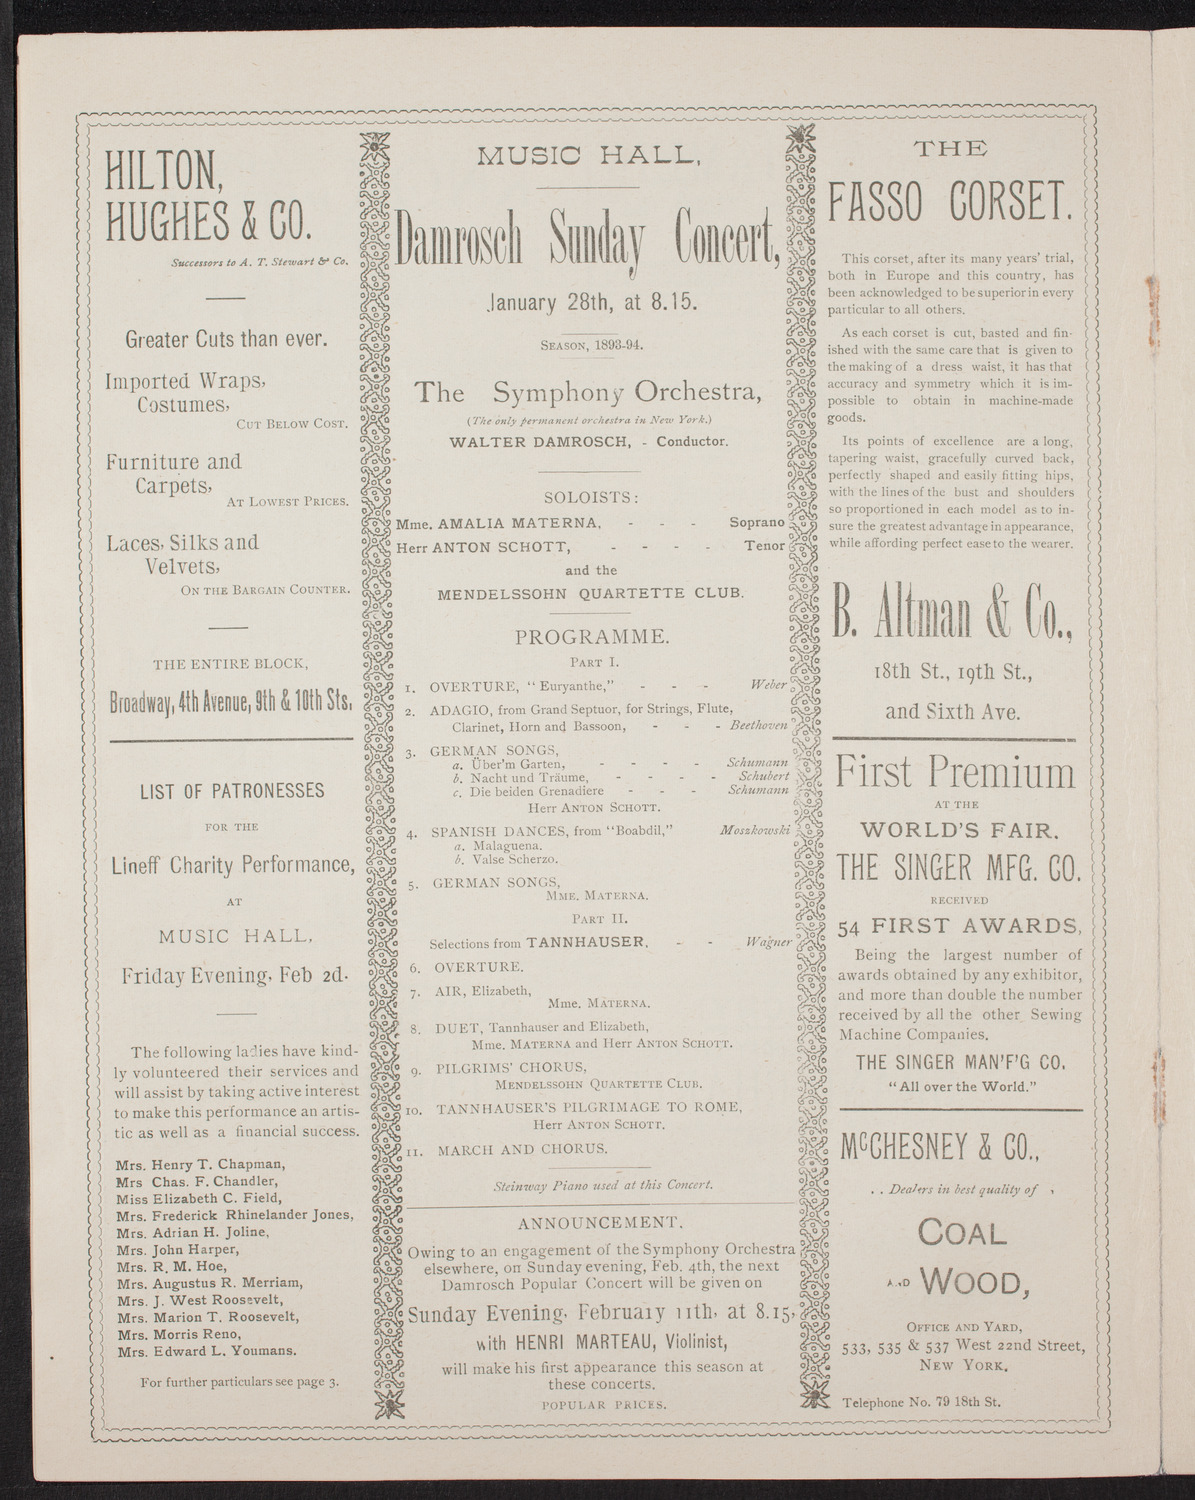 HILTON,
HUGHES & CO.
Successors to A. T. Stewart & Co.
Greater Cuts than ever.
Imported Wraps,
Costumes,
CUT BELOW COST.
Furniture and
Carpets,
AT LOWEST PRICES.
Laces, Silks and
Velvets,
ON THE BARGAIN COUNTER.
THE ENTIRE BLOCK,
Broadway, 4th Avenue, 9th & 10th Sts.
LIST OF PATRONESSES
FOR THE
Lineff Charity Performance,
AT
MUSIC HALL,
Friday Evening, Feb 2d.
The following ladies have kind-
ly volunteered their services and
will assist by taking active interest
to make this performance an artis-
tic as well as a financial success.
Mrs. Henry T. Chapman,
Mrs Chas. F. Chandler,
Miss Elizabeth C. Field,
Mrs. Frederick Rhinelander Jones,
Mrs. Adrian H. Joline,
Mrs. John Harper,
Mrs. R. M. Hoe,
Mrs. Augustus R. Merriam,
Mrs. J. West Roosevelt,
Mrs. Marion T. Roosevelt,
Mrs. Morris Reno,
Mrs. Edward L. Youmans.
For further particulars see page 3.
MUSIC HALL,
Damrosch Sunday Concert,
January 28th, at 8.15.
SEASON, 1893-94.
The Symphony Orchestra,
(The only permanent orchestra in New York.)
WALTER DAMROSCH, - Conductor.
SOLOISTS:
Mme. AMALIA MATERNA, - - - Soprano
Herr ANTON SCHOTT, - - - - Tenor
and the
MENDELSSOHN QUARTETTE CLUB.
PROGRAMME.
PART I.
1. OVERTURE, "Euryanthe," - - - Weber
2. ADAGIO, from Grand Septuor, for Strings, Flute,
Clarinet, Horn and Bassoon, - - - Beethoven
3. GERMAN SONGS,
a. Über'm Garten, - - - - Schumann
b. Nacht und Träume, - - - - Schubert
c. Die beiden Grenadiere - - - Schumann
Herr ANTON SCHOTT.
4. SPANISH DANCES, from "Boabdil," Moszkowski
a. Malaguena.
b. Valse Scherzo.
5. GERMAN SONGS,
MME. MATERNA.
PART II.
Selections from TANNHAUSER, - - Wagner
6. OVERTURE.
7. AIR, Elizabeth,
Mme. MATERNA.
8. DUET, Tannhauser and Elizabeth,
Mme. MATERNA and Herr ANTON SCHOTT.
9. PILGRIMS' CHORUS,
MENDELSSOHN QUARTETTE CLUB.
10. TANNHAUSER'S PILGRIMAGE TO ROME,
Herr ANTON SCHOTT.
11. MARCH AND CHORUS.
Steinway Piano used at this Concert.
ANNOUNCEMENT.
Owing to an engagement of the Symphony Orchestra
elsewhere, on Sunday evening, Feb. 4th, the next
Damrosch Popular Concert will be given on
Sunday Evening, February 11th, at 8.15,
with HENRI MARTEAU, Violinist,
will make his first appearance this season at
these concerts.
POPULAR PRICES.
THE
FASSO CORSET.
This corset, after its many years' trial,
both in Europe and this country, has
been acknowledged to be superior in every
particular to all others.
As each corset is cut, basted and fin-
ished with the same care that is given to
the making of a dress waist, it has that
accuracy and symmetry which it is im-
possible to obtain in machine-made
goods.
Its points of excellence are a long,
tapering waist, gracefully curved back,
perfectly shaped and easily fitting hips,
with the lines of the bust and shoulders
so proportioned in each model as to in-
sure the greatest advantage in appearance,
while affording perfect ease to the wearer.
B. Altman & Co.,
18th St., 19th St.,
and Sixth Ave.
First Premium
AT THE
WORLD'S FAIR.
THE SINGER MFG. CO.
RECEIVED
54 FIRST AWARDS,
Being the largest number of
awards obtained by any exhibitor,
and more than double the number
received by all the other Sewing
Machine Companies.
THE SINGER MAN'F'G CO.
"All over the World."
McCHESNEY & CO.,
. . Dealers in best quality of ,
COAL
AND WOOD,
OFFICE AND YARD,
533, 535 & 537 West 22nd Street,
NEW YORK.
Telephone No. 79 18th St.